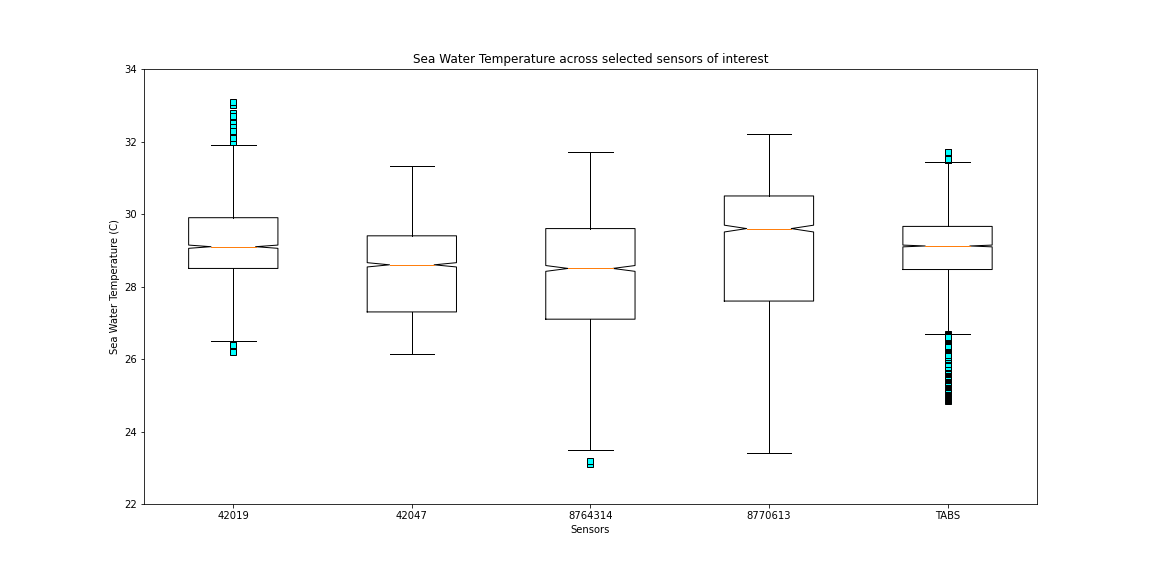 Sea Water Temperature across selected sensors of interest
34
32
30
28
26
24
22
Sea Water Temperature (C)
42019 42047 8764314 8770613 TABS
Sensors